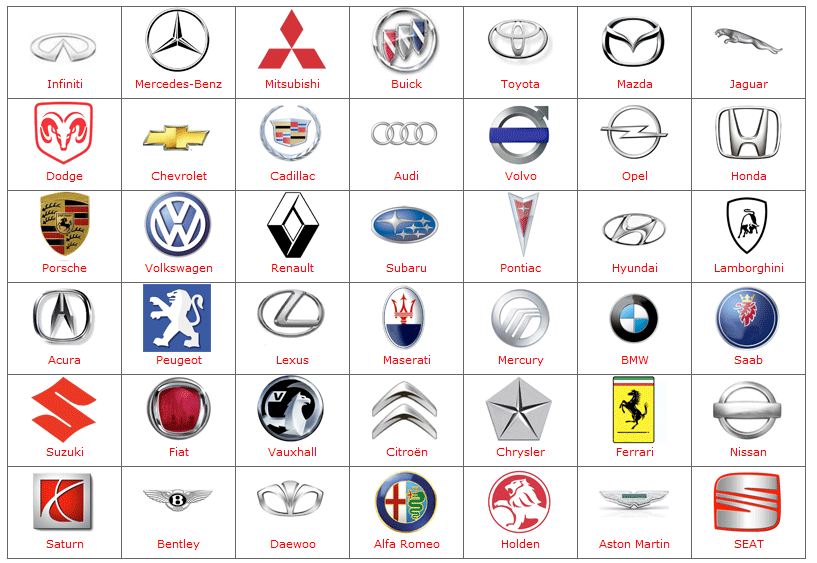 Infiniti Mercedes-Benz Mitsubishi Buick Toyota Mazda Jaguar
Dodge Chevrolet Cadillac Audi Volvo Opel Honda
Porsche Volkswagen Renault Subaru Pontiac Hyundai Lamborghini
Acura Peugeot Lexus Maserati Mercury BMW Saab
Suzuki Fiat Vauxhall Citroën Chrysler Ferrari Nissan
Saturn Bentley Daewoo Alfa Romeo Holden Aston Martin SEAT